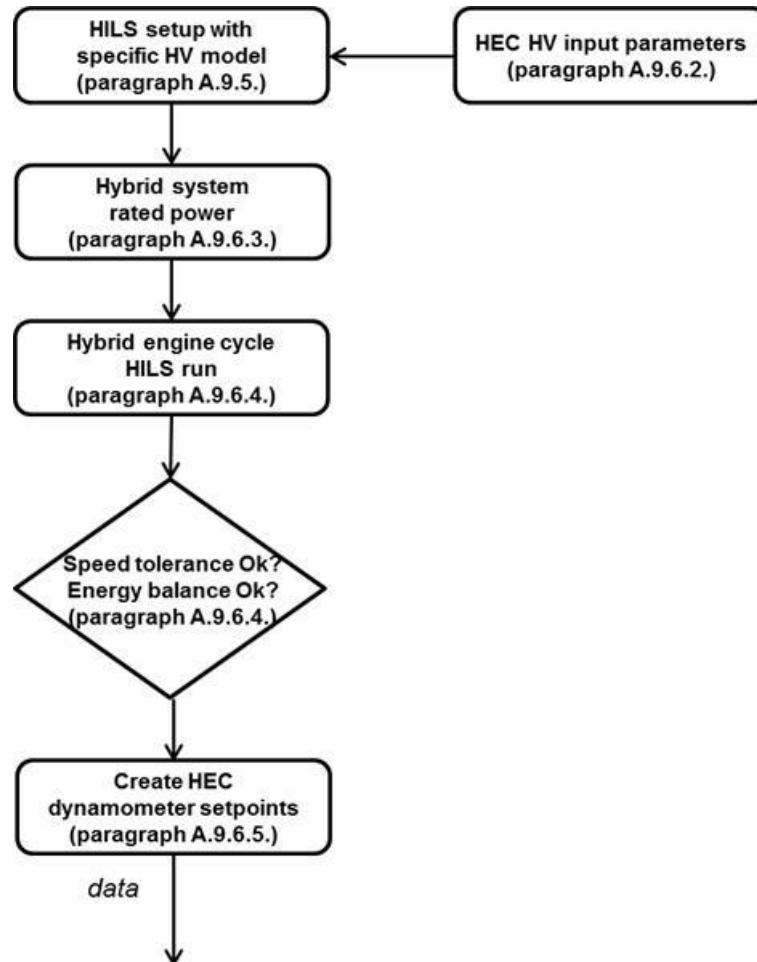 HILS setup with
specific HV model
(paragraph A.9.5.)
HEC HV input parameters
(paragraph A.9.6.2.)
Hybrid system
rated power
(paragraph A.9.6.3.)
Hybrid engine cycle
HILS run
(paragraph A.9.6.4.)
Speed tolerance Ok?
Energy balance Ok?
(paragraph A.9.6.4.)
Create HEC
dynamometer setpoints
(paragraph A.9.6.5.)
data